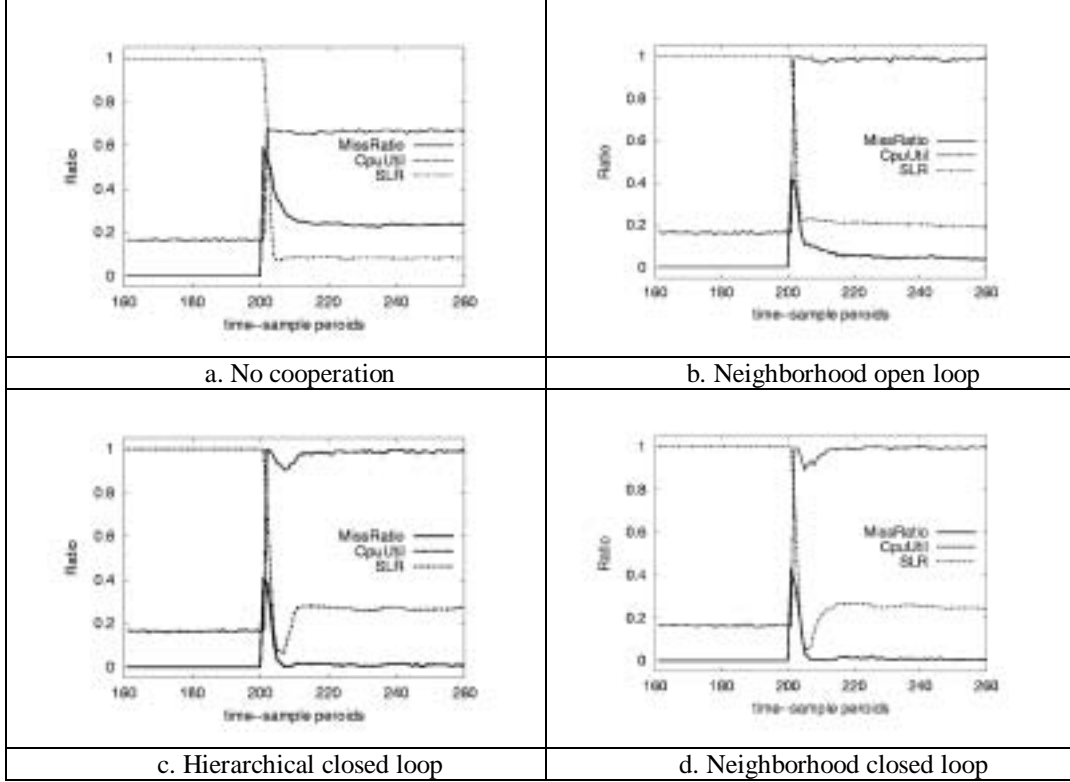 1
0.8
0.6
0.4
0.2
0
Ratio
MissRatio
CpuUtil
SLR
160 180 200 220 240 260
time-sample peroids
a. No cooperation
1
0.8
0.6
0.4
0.2
0
Ratio
MissRatio
CpuUtil
SLR
160 180 200 220 240 260
time-sample peroids
b. Neighborhood open loop
1
0.8
0.6
0.4
0.2
0
Ratio
MissRatio
CpuUtil
SLR
160 180 200 220 240 260
time-sample peroids
c. Hierarchical closed loop
1
0.8
0.6
0.4
0.2
0
Ratio
MissRatio
CpuUtil
SLR
160 180 200 220 240 260
time-sample peroids
d. Neighborhood closed loop